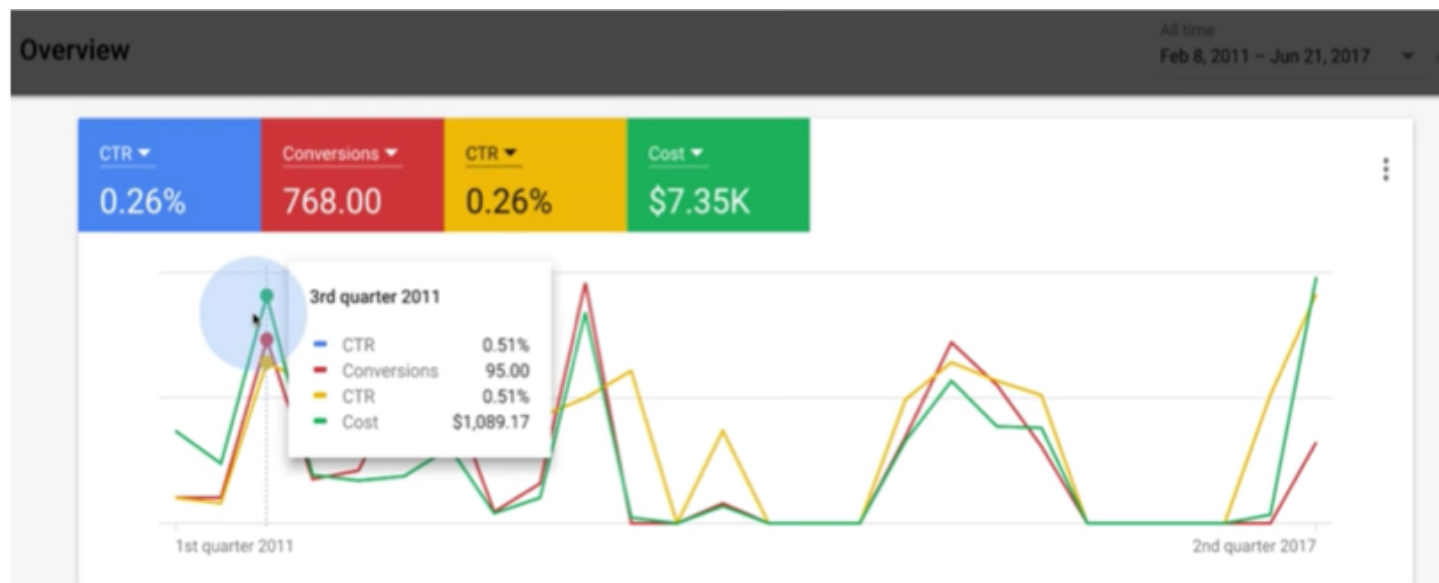 Overview
All time
Feb 8, 2011 – Jun 21, 2017
CTR
Conversions
CTR
Cost
0.26%
768.00
0.26%
$7.35K
3rd quarter 2011
CTR 0.51%
Conversions 95.00
CTR 0.51%
Cost $1,089.17
1st quarter 2011
2nd quarter 2017